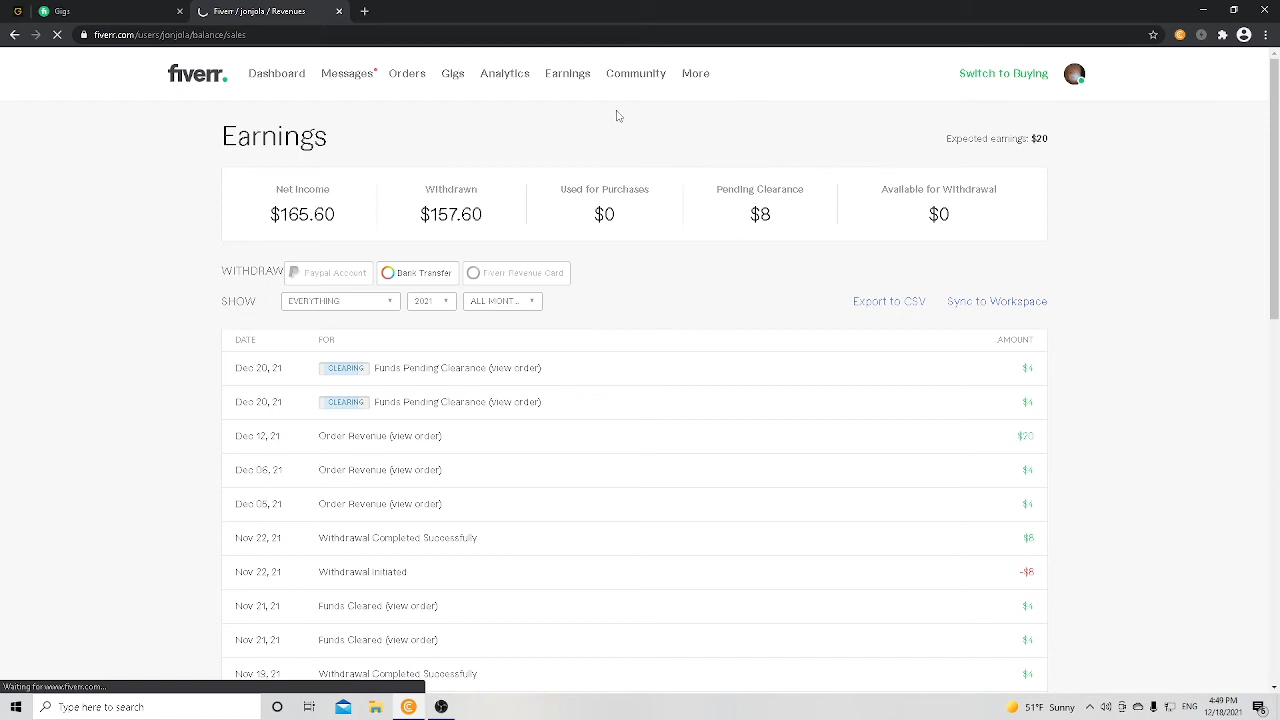 Gigs
Fiverr / jonjola / Revenues
fiverr.com/users/jonjola/balance/sales
fiverr. Dashboard Messages Orders Gigs Analytics Earnings Community More Switch to Buying
Earnings
Expected earnings: $20
Net Income Withdrawn Used for Purchases Pending Clearance Available for Withdrawal
$165.60 $157.60 $0 $8 $0
WITHDRAW Paypal Account Bank Transfer Fiverr Revenue Card
SHOW EVERYTHING 2021 ALL MONT... Export to CSV Sync to Workspace
DATE FOR AMOUNT
Dec 20, 21 CLEARING Funds Pending Clearance (view order) $4
Dec 20, 21 CLEARING Funds Pending Clearance (view order) $4
Dec 12, 21 Order Revenue (view order) $20
Dec 06, 21 Order Revenue (view order) $4
Dec 05, 21 Order Revenue (view order) $4
Nov 22, 21 Withdrawal Completed Successfully $8
Nov 22, 21 Withdrawal Initiated -$8
Nov 21, 21 Funds Cleared (view order) $4
Nov 21, 21 Funds Cleared (view order) $4
Nov 19, 21 Withdrawal Completed Successfully $4
Waiting for www.fiverr.com...
Type here to search
51°F Sunny
ENG
4:49 PM
12/18/2021